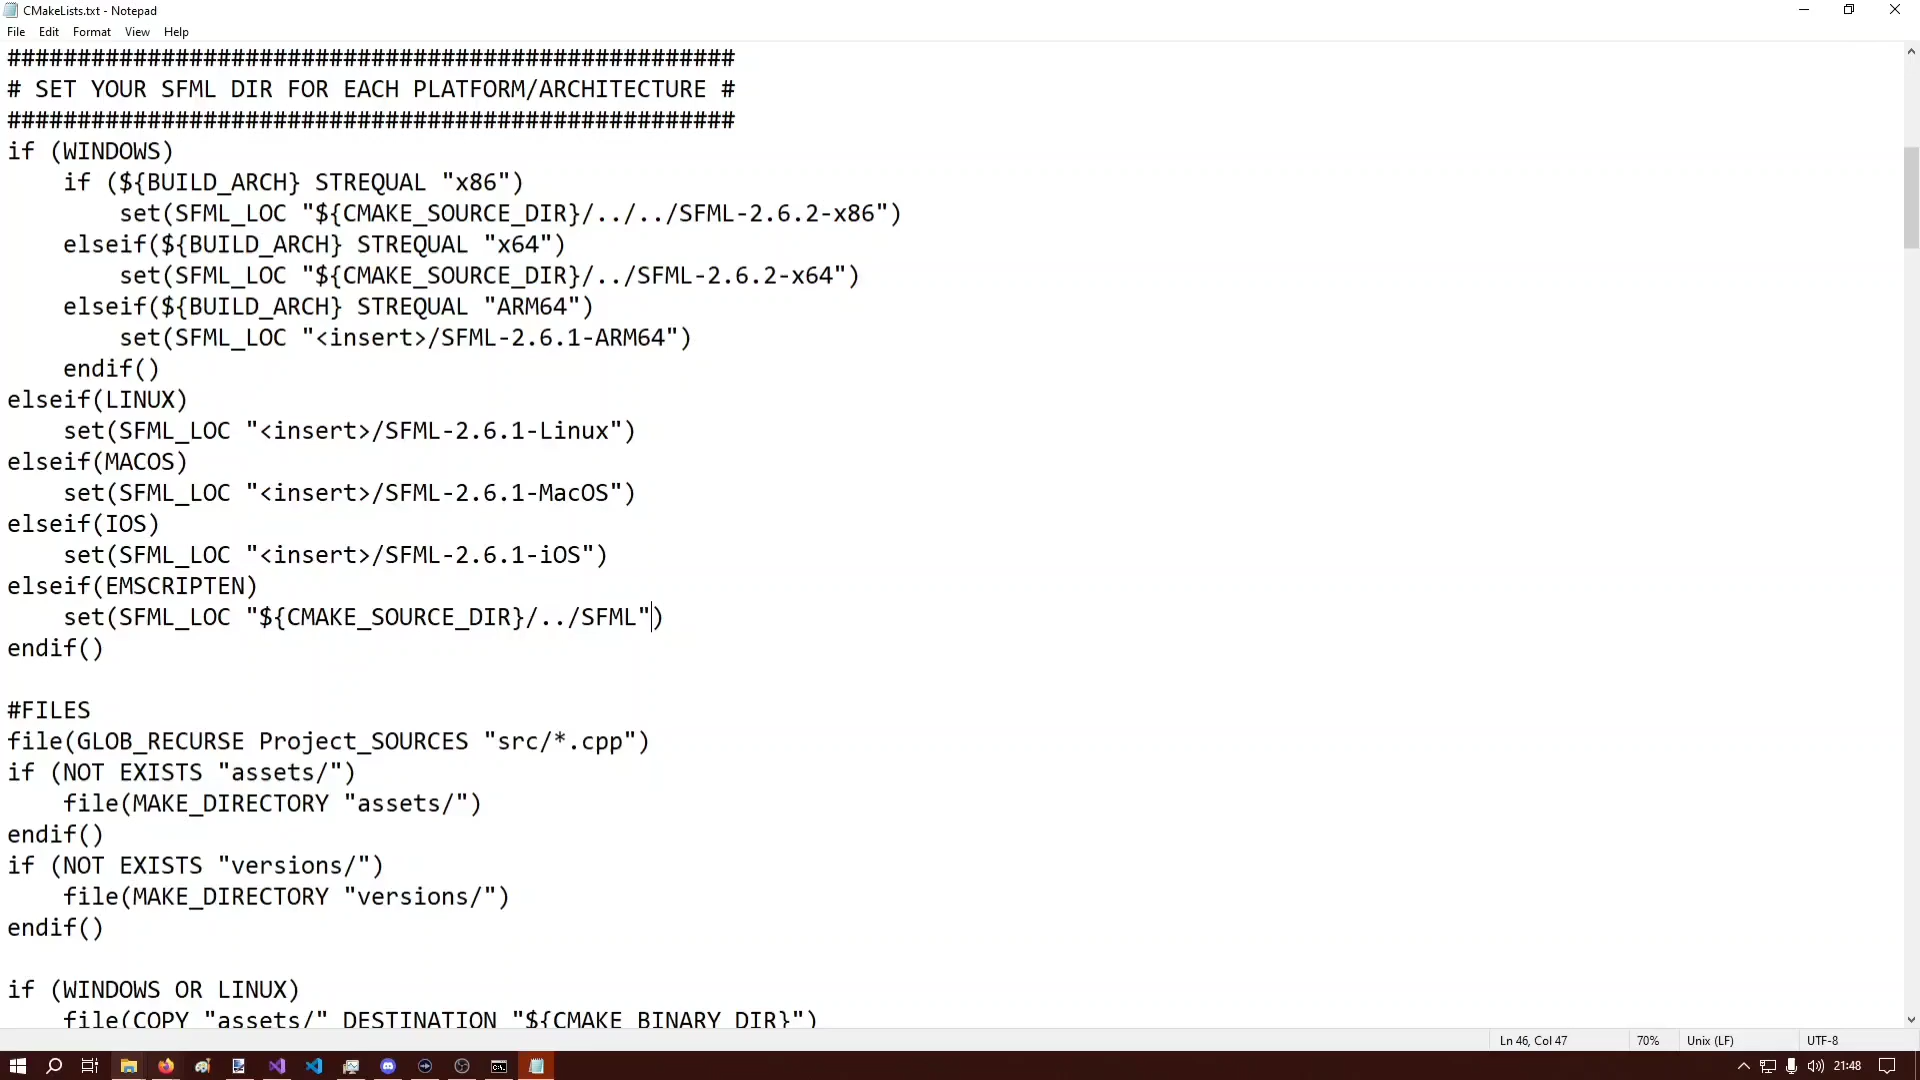 CMakeLists.txt - Notepad
File Edit Format View Help
####################################################
# SET YOUR SFML DIR FOR EACH PLATFORM/ARCHITECTURE #
####################################################
if (WINDOWS)
    if (${BUILD_ARCH} STREQUAL "x86")
        set(SFML_LOC "${CMAKE_SOURCE_DIR}/../../SFML-2.6.2-x86")
    elseif(${BUILD_ARCH} STREQUAL "x64")
        set(SFML_LOC "${CMAKE_SOURCE_DIR}/../SFML-2.6.2-x64")
    elseif(${BUILD_ARCH} STREQUAL "ARM64")
        set(SFML_LOC "<insert>/SFML-2.6.1-ARM64")
    endif()
elseif(LINUX)
    set(SFML_LOC "<insert>/SFML-2.6.1-Linux")
elseif(MACOS)
    set(SFML_LOC "<insert>/SFML-2.6.1-MacOS")
elseif(IOS)
    set(SFML_LOC "<insert>/SFML-2.6.1-iOS")
elseif(EMSCRIPTEN)
    set(SFML_LOC "${CMAKE_SOURCE_DIR}/../SFML")
endif()
#FILES
file(GLOB_RECURSE Project_SOURCES "src/*.cpp")
if (NOT EXISTS "assets/")
    file(MAKE_DIRECTORY "assets/")
endif()
if (NOT EXISTS "versions/")
    file(MAKE_DIRECTORY "versions/")
endif()
if (WINDOWS OR LINUX)
    file(COPY "assets/" DESTINATION "${CMAKE_BINARY_DIR}")
Ln 46, Col 47 70% Unix (LF) UTF-8
21:48